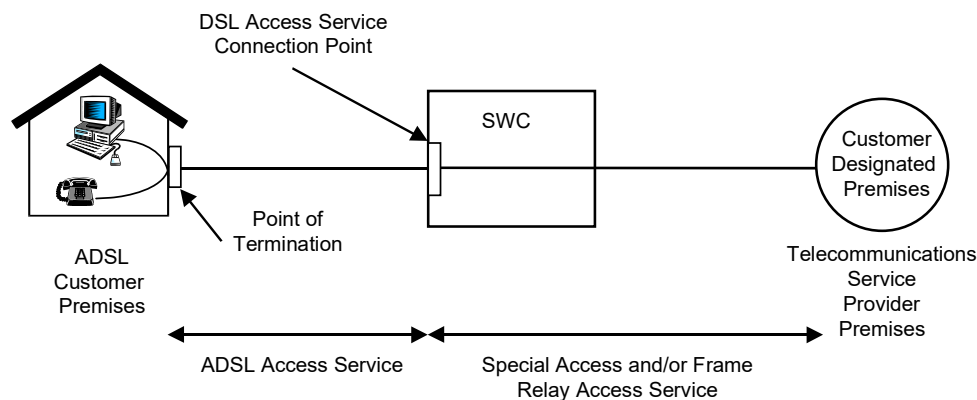 DSL Access Service
Connection Point
SWC
Customer
Designated
Premises
Point of
Termination
ADSL
Customer
Premises
Telecommunications
Service
Provider
Premises
ADSL Access Service
Special Access and/or Frame
Relay Access Service